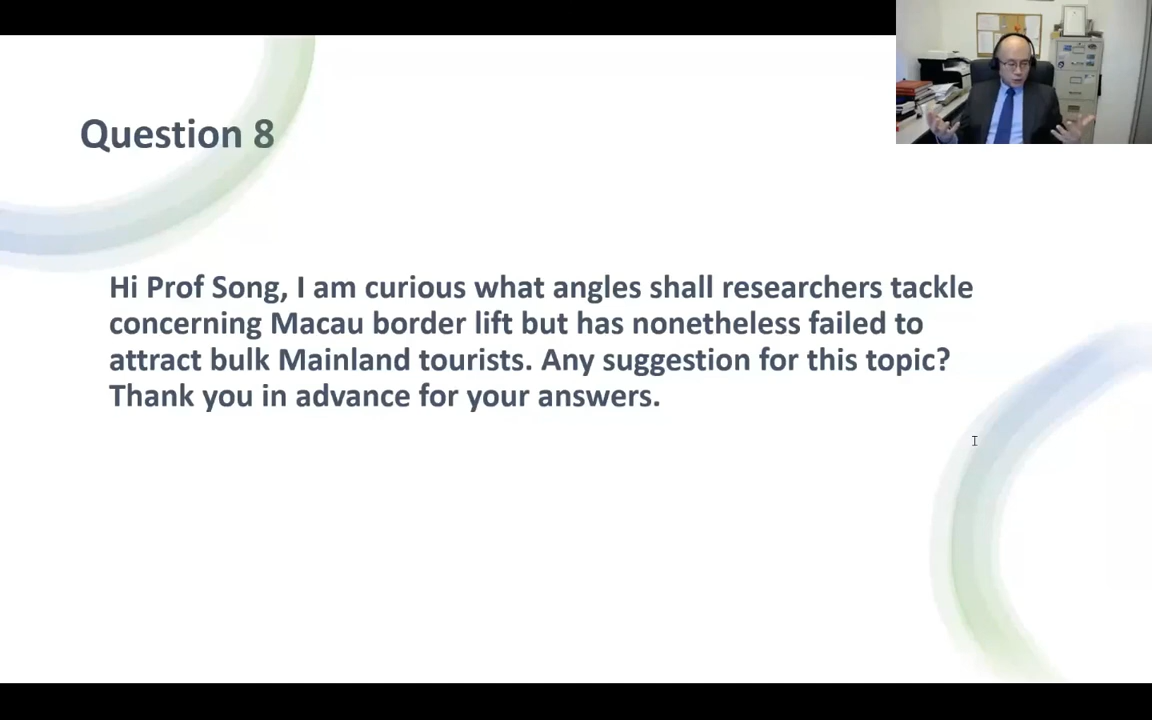 Question 8
Hi Prof Song, I am curious what angles shall researchers tackle
concerning Macau border lift but has nonetheless failed to
attract bulk Mainland tourists. Any suggestion for this topic?
Thank you in advance for your answers.